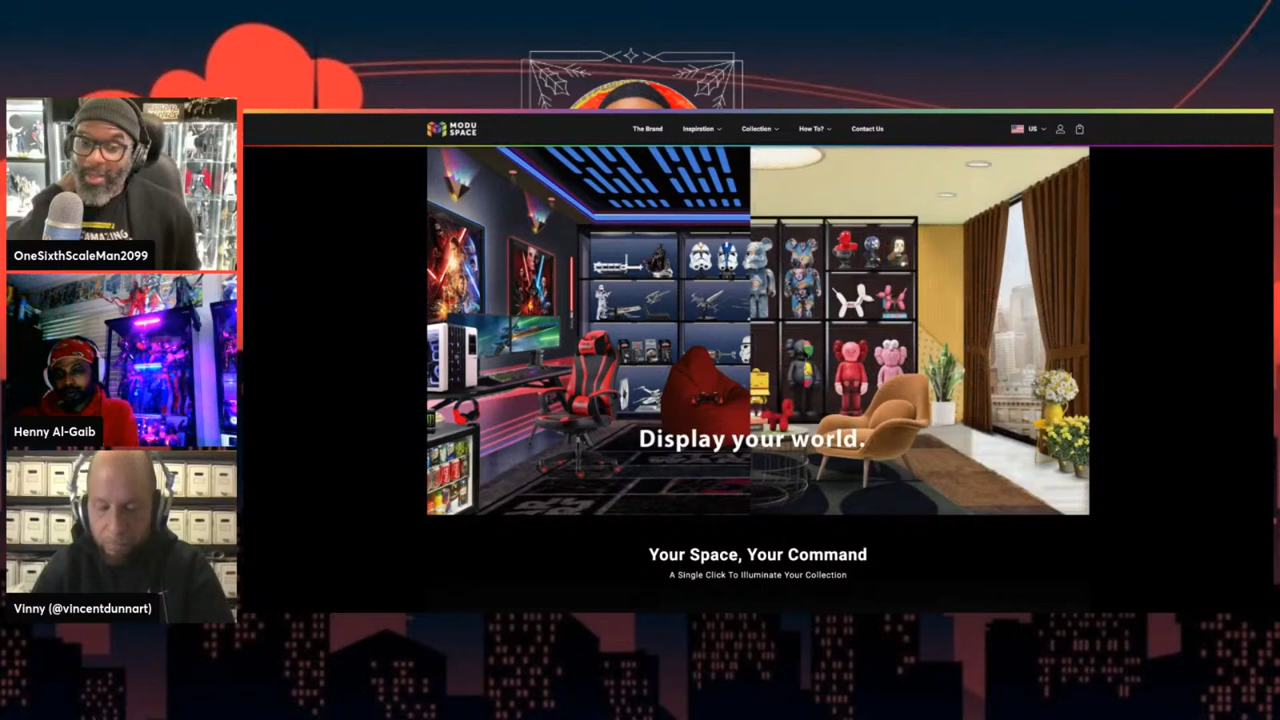 AMAZING
OneSixthScaleMan2099
Henny Al-Gaib
Vinny (@vincentdunnart)
MODU
SPACE
The Brand
Inspiration
Collection
How To?
Contact Us
US
Display your world.
Your Space, Your Command
A Single Click To Illuminate Your Collection